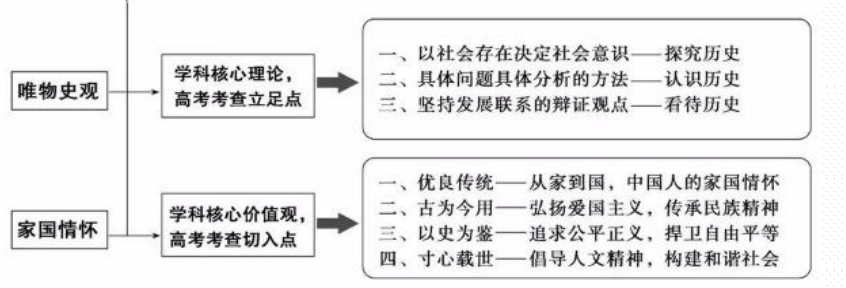 唯物史观
学科核心理论，
高考考查立足点
一、以社会存在决定社会意识——探究历史
二、具体问题具体分析的方法——认识历史
三、坚持发展联系的辩证观点——看待历史
家国情怀
学科核心价值观，
高考考查切入点
一、优良传统——从家到国，中国人的家国情怀
二、古为今用——弘扬爱国主义，传承民族精神
三、以史为鉴——追求公平正义，捍卫自由平等
四、寸心载世——倡导人文精神，构建和谐社会